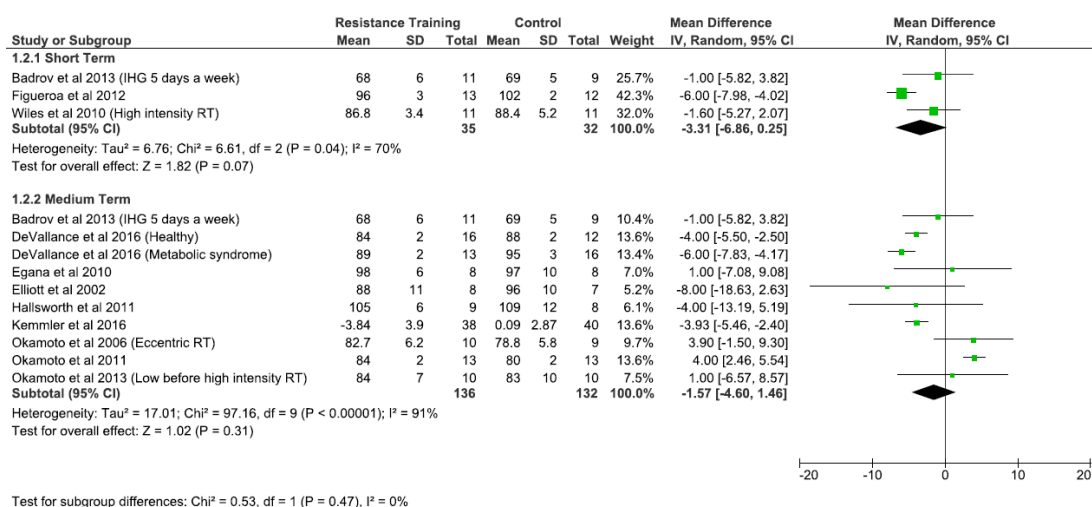 Resistance Training Control Mean Difference Mean Difference
Study or Subgroup Mean SD Total Mean SD Total Weight IV, Random, 95% CI IV, Random, 95% CI
1.2.1 Short Term
Badrov et al 2013 (IHG 5 days a week) 68 6 11 69 5 9 25.7% -1.00 [-5.82, 3.82]
Figueroa et al 2012 96 3 13 102 2 12 42.3% -6.00 [-7.98, -4.02]
Wiles et al 2010 (High intensity RT) 86.8 3.4 11 88.4 5.2 11 32.0% -1.60 [-5.27, 2.07]
Subtotal (95% CI) 35 32 100.0% -3.31 [-6.86, 0.25]
Heterogeneity: Tau² = 6.76; Chi² = 6.61, df = 2 (P = 0.04); I² = 70%
Test for overall effect: Z = 1.82 (P = 0.07)
1.2.2 Medium Term
Badrov et al 2013 (IHG 5 days a week) 68 6 11 69 5 9 10.4% -1.00 [-5.82, 3.82]
DeVallance et al 2016 (Healthy) 84 2 16 88 2 12 13.6% -4.00 [-5.50, -2.50]
DeVallance et al 2016 (Metabolic syndrome) 89 2 13 95 3 16 13.4% -6.00 [-7.83, -4.17]
Egana et al 2010 98 6 8 97 10 8 7.0% 1.00 [-7.08, 9.08]
Elliott et al 2002 88 11 8 96 10 7 5.2% -8.00 [-18.63, 2.63]
Hallsworth et al 2011 105 6 9 109 12 8 6.1% -4.00 [-13.19, 5.19]
Kemmler et al 2016 -3.84 3.9 38 0.09 2.87 40 13.6% -3.93 [-5.46, -2.40]
Okamoto et al 2006 (Eccentric RT) 82.7 6.2 10 78.8 5.8 9 9.7% 3.90 [-1.50, 9.30]
Okamoto et al 2011 84 2 13 80 2 13 13.6% 4.00 [2.46, 5.54]
Okamoto et al 2013 (Low before high intensity RT) 84 7 10 83 10 10 7.5% 1.00 [-6.57, 8.57]
Subtotal (95% CI) 136 132 100.0% -1.57 [-4.60, 1.46]
Heterogeneity: Tau² = 17.01; Chi² = 97.16, df = 9 (P < 0.00001); I² = 91%
Test for overall effect: Z = 1.02 (P = 0.31)
-20 -10 0 10 20
Test for subgroup differences: Chi² = 0.53, df = 1 (P = 0.47), I² = 0%